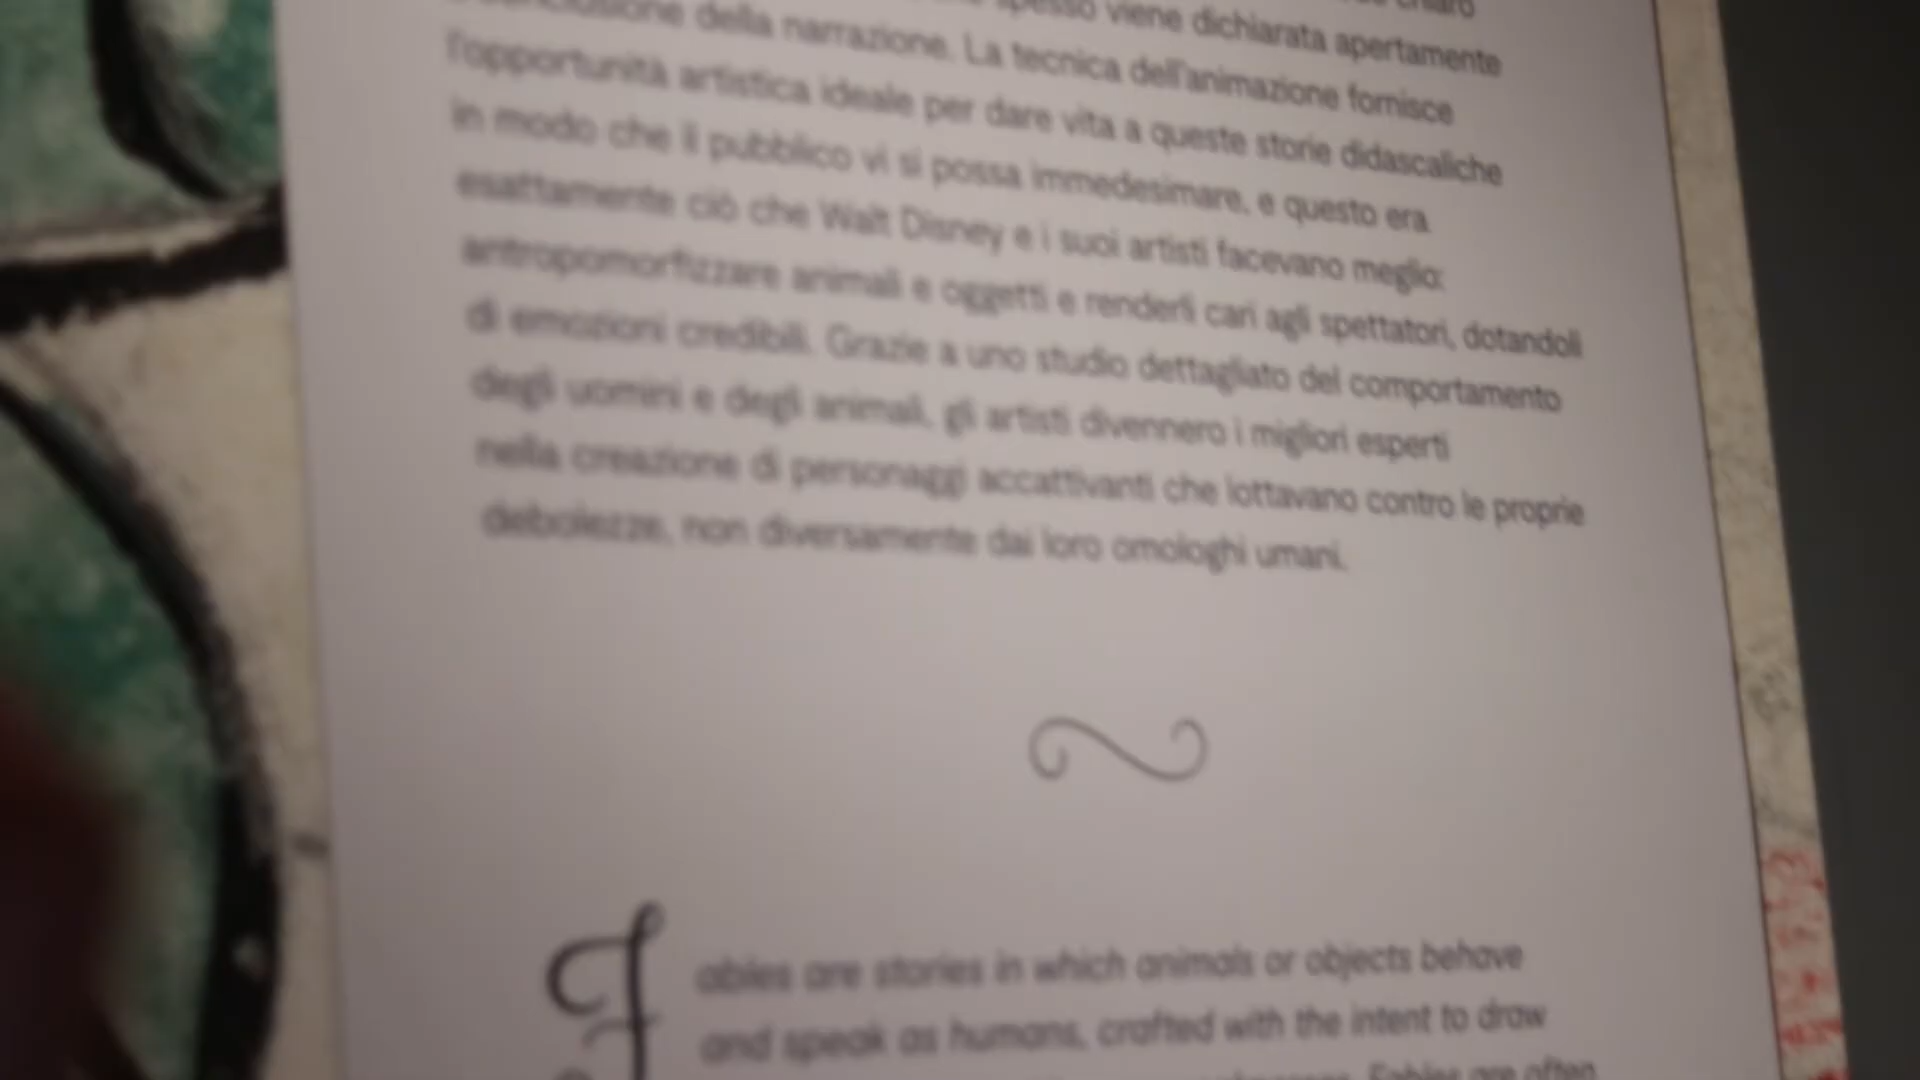 spesso viene dichiarata apertamente
conclusione della narrazione. La tecnica dell'animazione fornisce
l'opportunità artistica ideale per dare vita a queste storie didascaliche
in modo che il pubblico vi si possa immedesimare, e questo era
esattamente ciò che Walt Disney e i suoi artisti facevano meglio:
antropomorfizzare animali e oggetti e renderli cari agli spettatori, dotandoli
di emozioni credibili. Grazie a uno studio dettagliato del comportamento
degli uomini e degli animali, gli artisti divennero i migliori esperti
nella creazione di personaggi accattivanti che lottavano contro le proprie
debolezze, non diversamente dai loro omologhi umani.
Fables are stories in which animals or objects behave
and speak as humans, crafted with the intent to draw
Fables are often